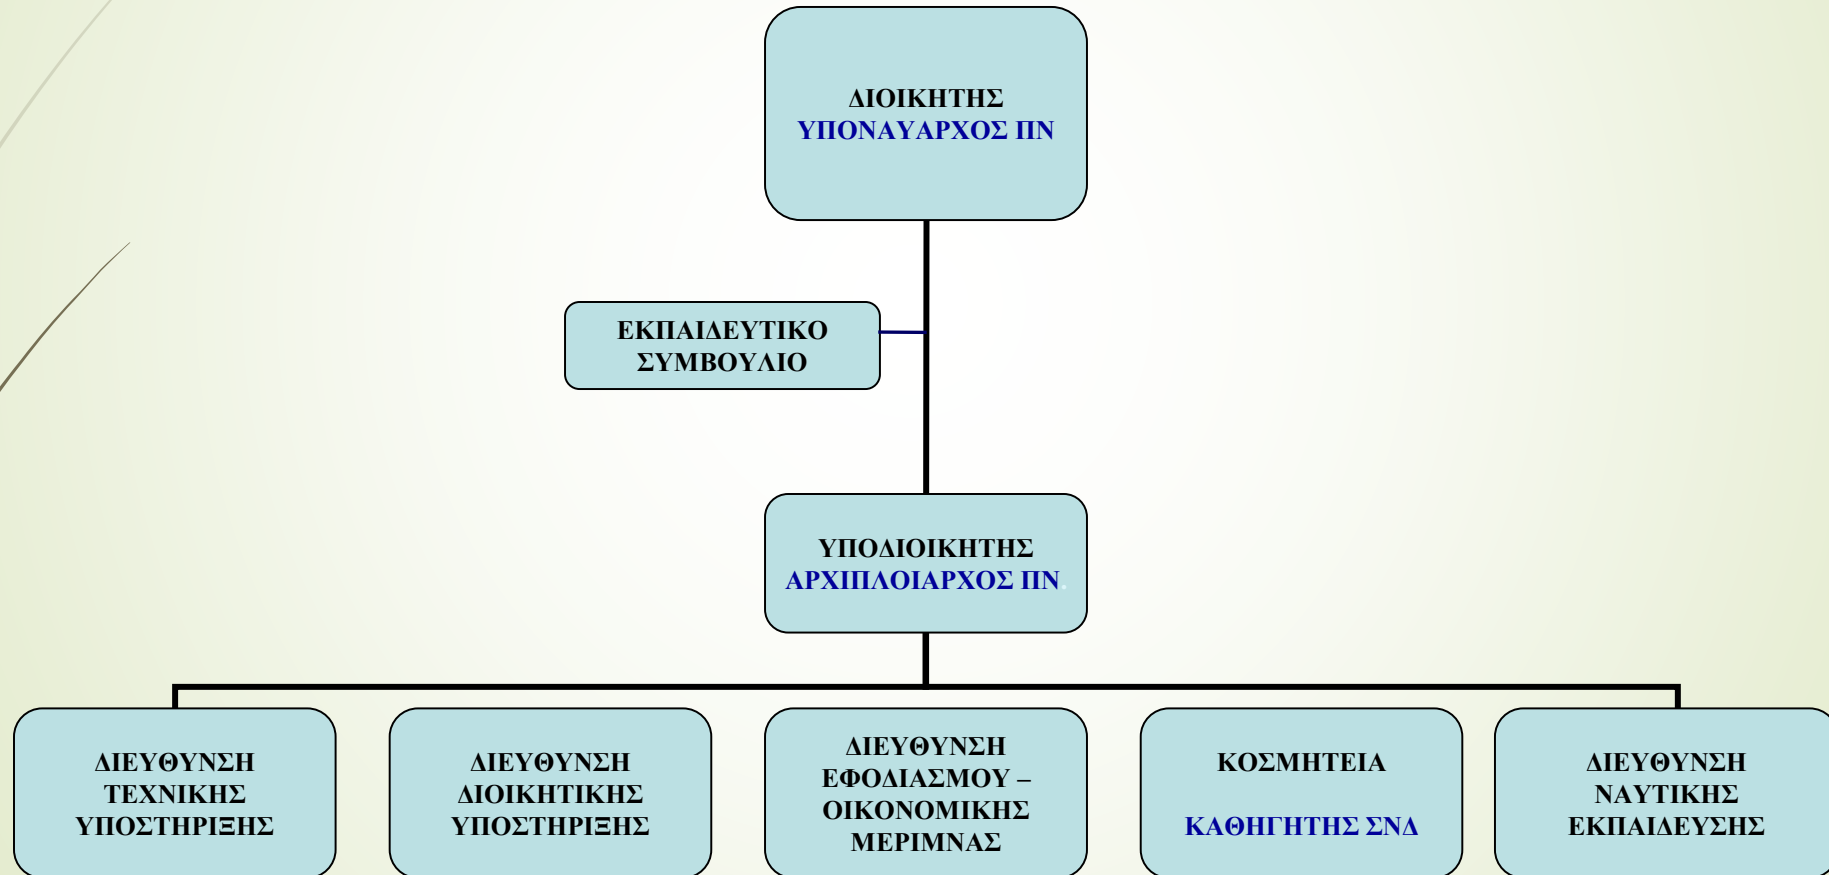 ΔΙΟΙΚΗΤΗΣ
ΥΠΟΝΑΥΑΡΧΟΣ ΠΝ
ΕΚΠΑΙΔΕΥΤΙΚΟ
ΣΥΜΒΟΥΛΙΟ
ΥΠΟΔΙΟΙΚΗΤΗΣ
ΑΡΧΙΠΛΟΙΑΡΧΟΣ ΠΝ.
ΔΙΕΥΘΥΝΣΗ
ΤΕΧΝΙΚΗΣ
ΥΠΟΣΤΗΡΙΞΗΣ
ΔΙΕΥΘΥΝΣΗ
ΔΙΟΙΚΗΤΙΚΗΣ
ΥΠΟΣΤΗΡΙΞΗΣ
ΔΙΕΥΘΥΝΣΗ
ΕΦΟΔΙΑΣΜΟΥ –
ΟΙΚΟΝΟΜΙΚΗΣ
ΜΕΡΙΜΝΑΣ
ΚΟΣΜΗΤΕΙΑ
ΚΑΘΗΓΗΤΗΣ ΣΝΔ
ΔΙΕΥΘΥΝΣΗ
ΝΑΥΤΙΚΗΣ
ΕΚΠΑΙΔΕΥΣΗΣ